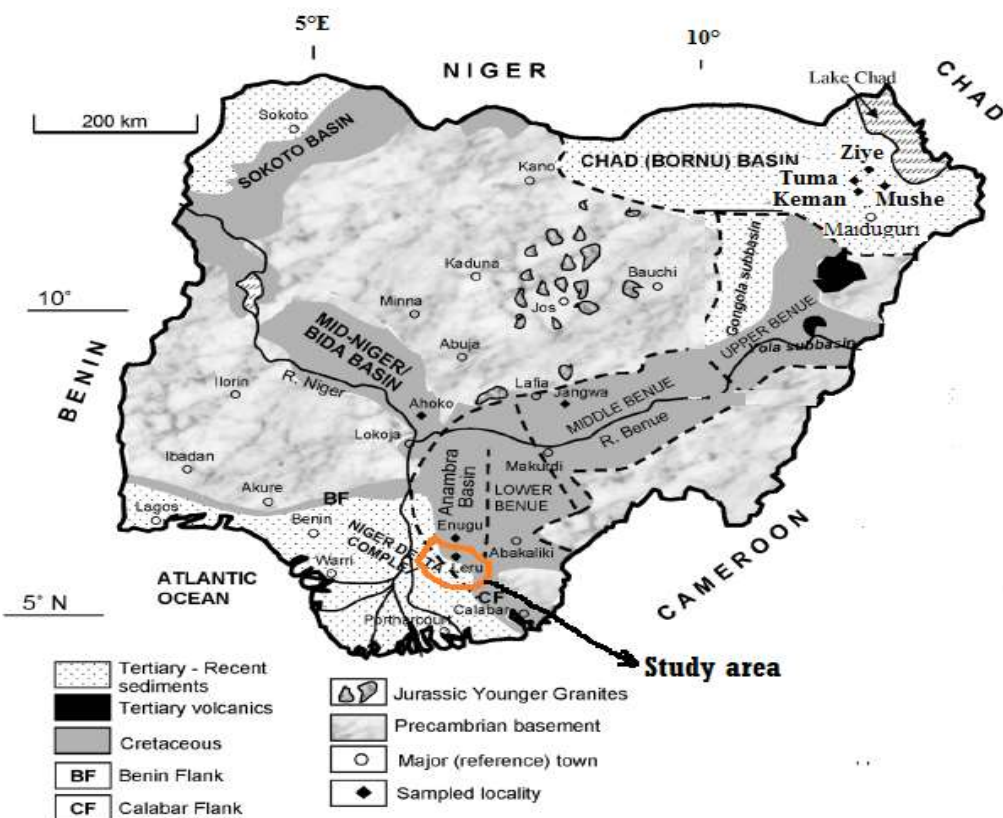 5°E
10°
NIGER
CHAD
Lake Chad
200 km
Sokoto
SOKOTO BASIN
Kano
CHAD (BORNU) BASIN
Ziye
Tuma
Keman
Mushe
Maiduguri
Kaduna
Bauchi
Jos
Gongola subbasin
10°
Minna
UPPER BENUE
Yola subbasin
MID-NIGER/
BIDA BASIN
Abuja
BENIN
Ilorin
R. Niger
Lafia
Jangwa
MIDDLE BENUE
Ahoko
R. Benue
Lokoja
Ibadan
Makurdi
Anambra
Basin
LOWER
BENUE
Akure
BF
Lagos
Benin
Enugu
Abakaliki
NIGER DELTA
COMPLE
Leru
Warri
CAMEROON
ATLANTIC
OCEAN
CF
Calabar
5° N
Portharcourt
Study area
Tertiary - Recent
sediments
Tertiary volcanics
Cretaceous
BF Benin Flank
CF Calabar Flank
Jurassic Younger Granites
Precambrian basement
Major (reference) town
Sampled locality